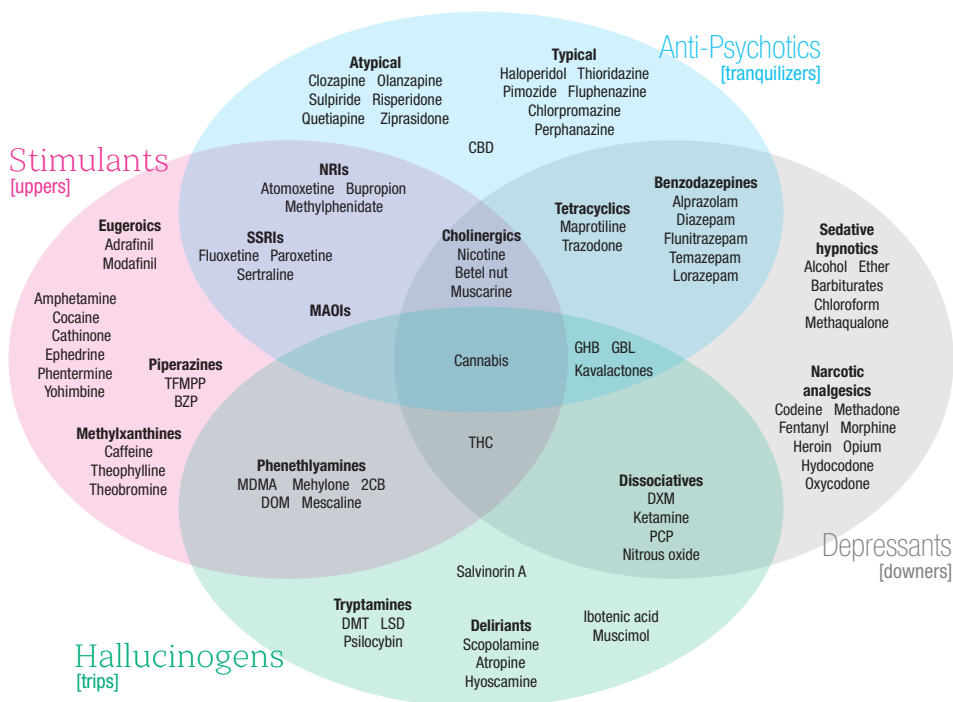 Anti-Psychotics
[tranquilizers]
Atypical
Clozapine Olanzapine
Sulpiride Risperidone
Quetiapine Ziprasidone
Typical
Haloperidol Thioridazine
Pimozide Fluphenazine
Chlorpromazine
Perphanazine
CBD
Stimulants
[uppers]
NRIs
Atomoxetine Bupropion
Methylphenidate
SSRIs
Fluoxetine Paroxetine
Sertraline
MAOIs
Cholinergics
Nicotine
Betel nut
Muscarine
Tetracyclics
Maprotiline
Trazodone
Benzodazepines
Alprazolam
Diazepam
Flunitrazepam
Temazepam
Lorazepam
Eugeroics
Adrafinil
Modafinil
Amphetamine
Cocaine
Cathinone
Ephedrine
Phentermine
Yohimbine
Piperazines
TFMPP
BZP
Methylxanthines
Caffeine
Theophylline
Theobromine
Cannabis
GHB GBL
Kavalactones
Sedative
hypnotics
Alcohol Ether
Barbiturates
Chloroform
Methaqualone
Narcotic
analgesics
Codeine Methadone
Fentanyl Morphine
Heroin Opium
Hydocodone
Oxycodone
THC
Phenethlyamines
MDMA Mehylone 2CB
DOM Mescaline
Dissociatives
DXM
Ketamine
PCP
Nitrous oxide
Depressants
[downers]
Salvinorin A
Tryptamines
DMT LSD
Psilocybin
Deliriants
Scopolamine
Atropine
Hyoscamine
Ibotenic acid
Muscimol
Hallucinogens
[trips]